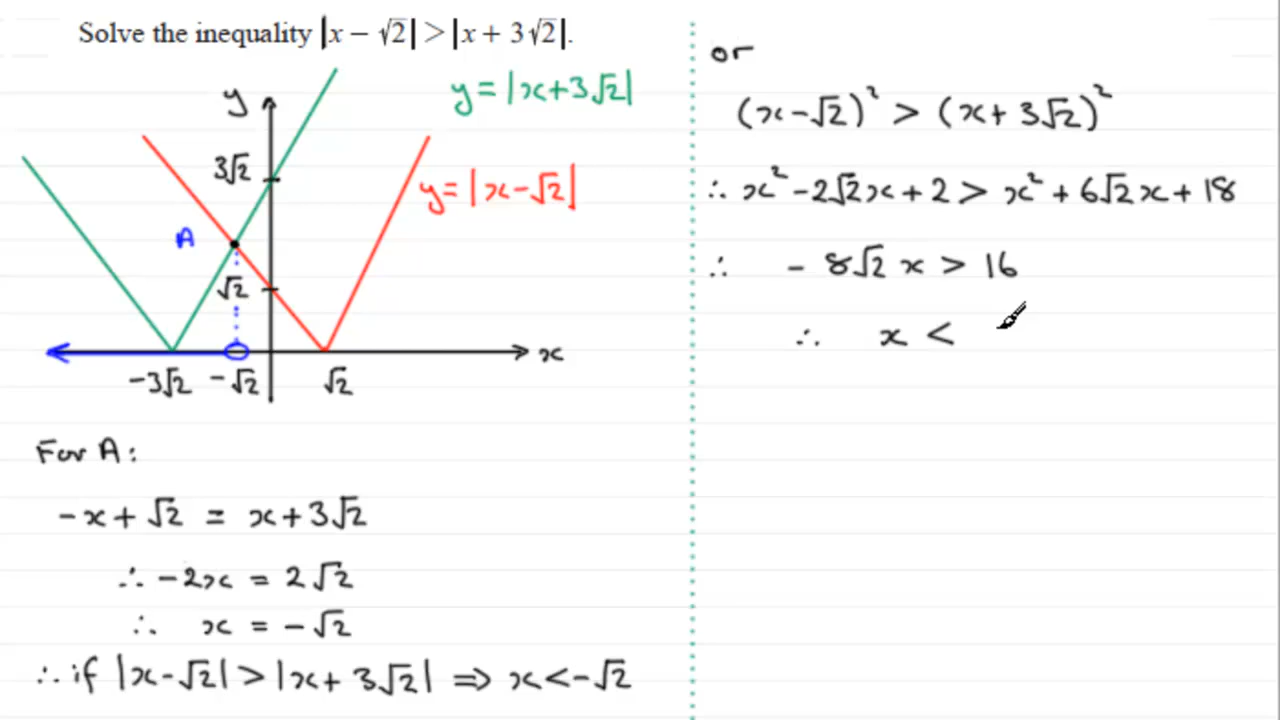 Solve the inequality |x − √2| > |x + 3√2|.
y = |x+3√2|
y
3√2
y = |x−√2|
A
√2
x
−3√2 −√2 √2
For A:
−x + √2 = x + 3√2
∴ −2x = 2√2
∴ x = −√2
∴ if |x−√2| > |x+ 3√2| ⇒ x < −√2
or
(x−√2)² > (x+ 3√2)²
∴ x² − 2√2x + 2 > x² + 6√2x + 18
∴ − 8√2 x > 16
∴ x <